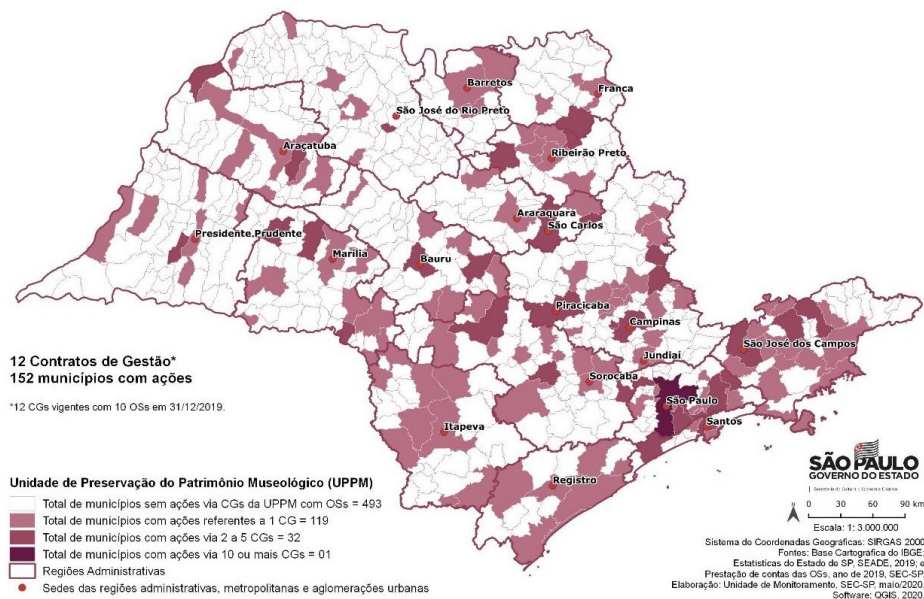 Barretos
Franca
São José do Rio Preto
Araçatuba
Ribeirão Preto
Araraquara
São Carlos
Presidente Prudente
Marília
Bauru
Piracicaba
Campinas
São José dos Campos
Jundiaí
Sorocaba
São Paulo
Santos
Itapeva
Registro
12 Contratos de Gestão*
152 municípios com ações
*12 CGs vigentes com 10 OSs em 31/12/2019.
Unidade de Preservação do Patrimônio Museológico (UPPM)
Total de municípios sem ações via CGs da UPPM com OSs = 493
Total de municípios com ações referentes a 1 CG = 119
Total de municípios com ações via 2 a 5 CGs = 32
Total de municípios com ações via 10 ou mais CGs = 01
Regiões Administrativas
Sedes das regiões administrativas, metropolitanas e aglomerações urbanas
SÃO PAULO
GOVERNO DO ESTADO
Secretaria de Cultura e Economia Criativa
0 30 60 90 km
Escala: 1: 3.000.000
Sistema de Coordenadas Geográficas: SIRGAS 2000
Fontes: Base Cartográfica do IBGE;
Estatísticas do Estado de SP, SEADE, 2019; e
Prestação de contas das OSs, ano de 2019, SEC-SP.
Elaboração: Unidade de Monitoramento, SEC-SP, maio/2020.
Software: QGIS, 2020.